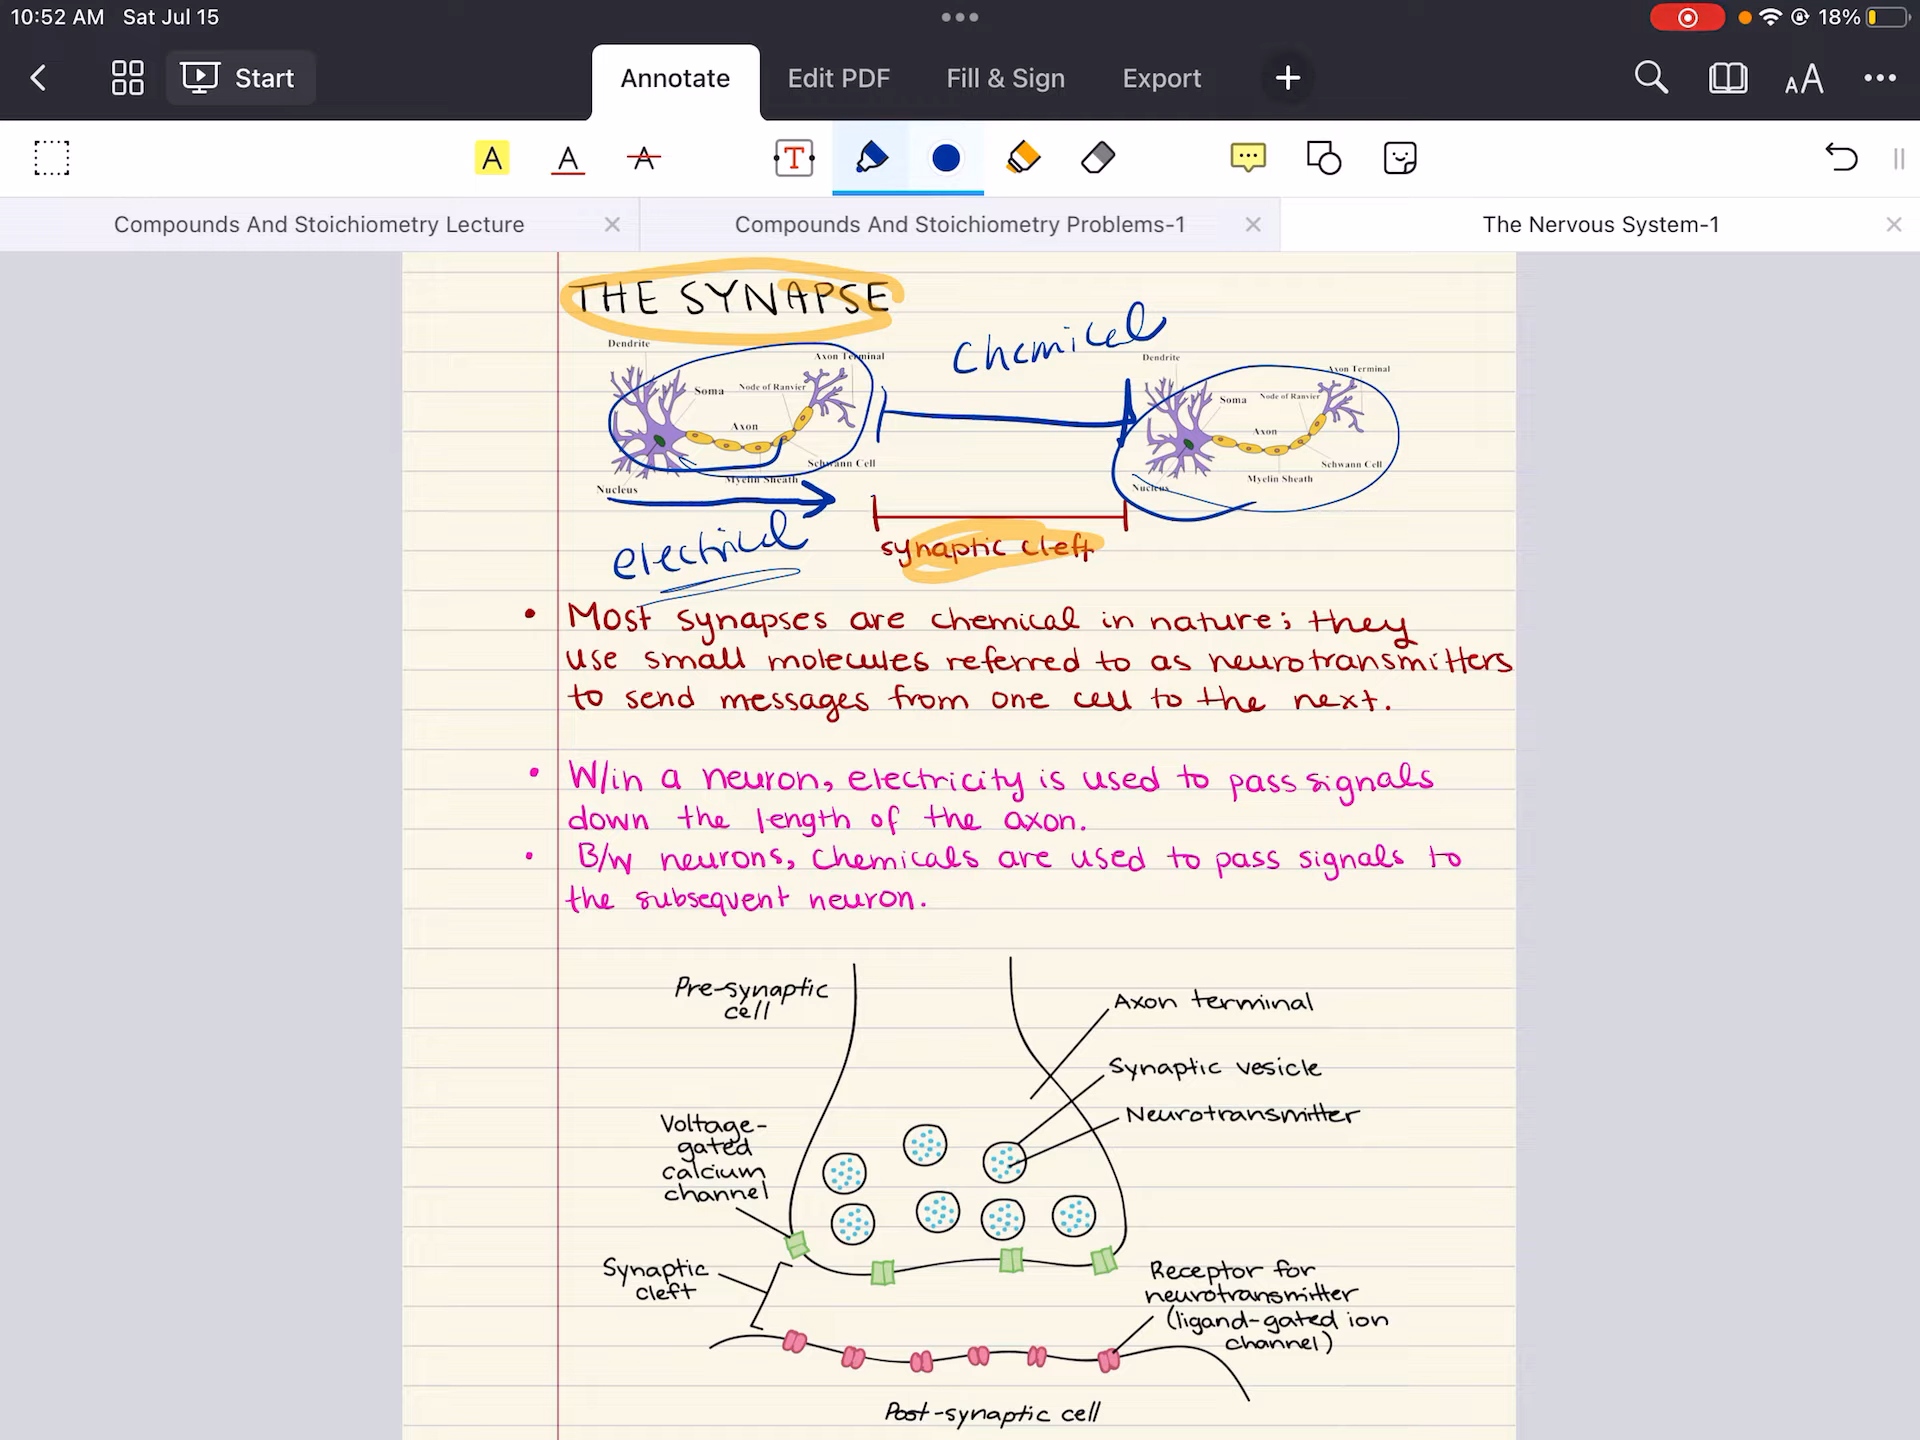 10:52 AM Sat Jul 15
18%
Start
Annotate
Edit PDF
Fill & Sign
Export
AA
A
A
A
T
Compounds And Stoichiometry Lecture
Compounds And Stoichiometry Problems-1
The Nervous System-1
THE SYNAPSE
Chemical
Dendrite
Axon Terminal
Soma
Node of Ranvier
Axon
Schwann Cell
Myelin Sheath
Nucleus
Dendrite
Axon Terminal
Soma
Node of Ranvier
Axon
Schwann Cell
Myelin Sheath
Nucleus
electrical
synaptic cleft
• Most synapses are chemical in nature; they
use small molecules referred to as neurotransmitters
to send messages from one cell to the next.
• W/in a neuron, electricity is used to pass signals
down the length of the axon.
• B/w neurons, chemicals are used to pass signals to
the subsequent neuron.
Pre-synaptic
cell
Axon terminal
Synaptic vesicle
Neurotransmitter
Voltage-
gated
calcium
channel
Synaptic
cleft
Receptor for
neurotransmitter
(ligand-gated ion
channel)
Post-synaptic cell